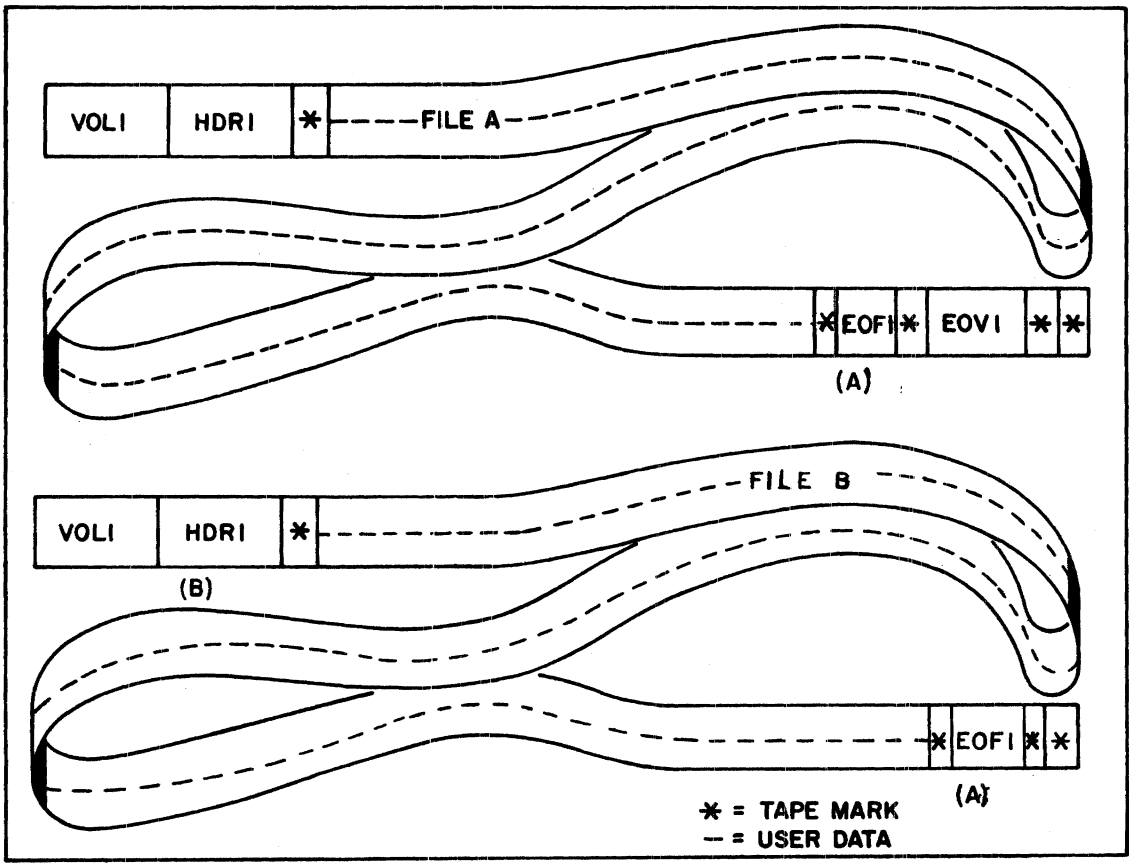 VOL1 HDR1 * FILE A
* EOF1 * EOV1 * *
(A)
FILE B
VOL1 HDR1 *
(B)
* EOF1 * *
(A)
* = TAPE MARK
-- = USER DATA